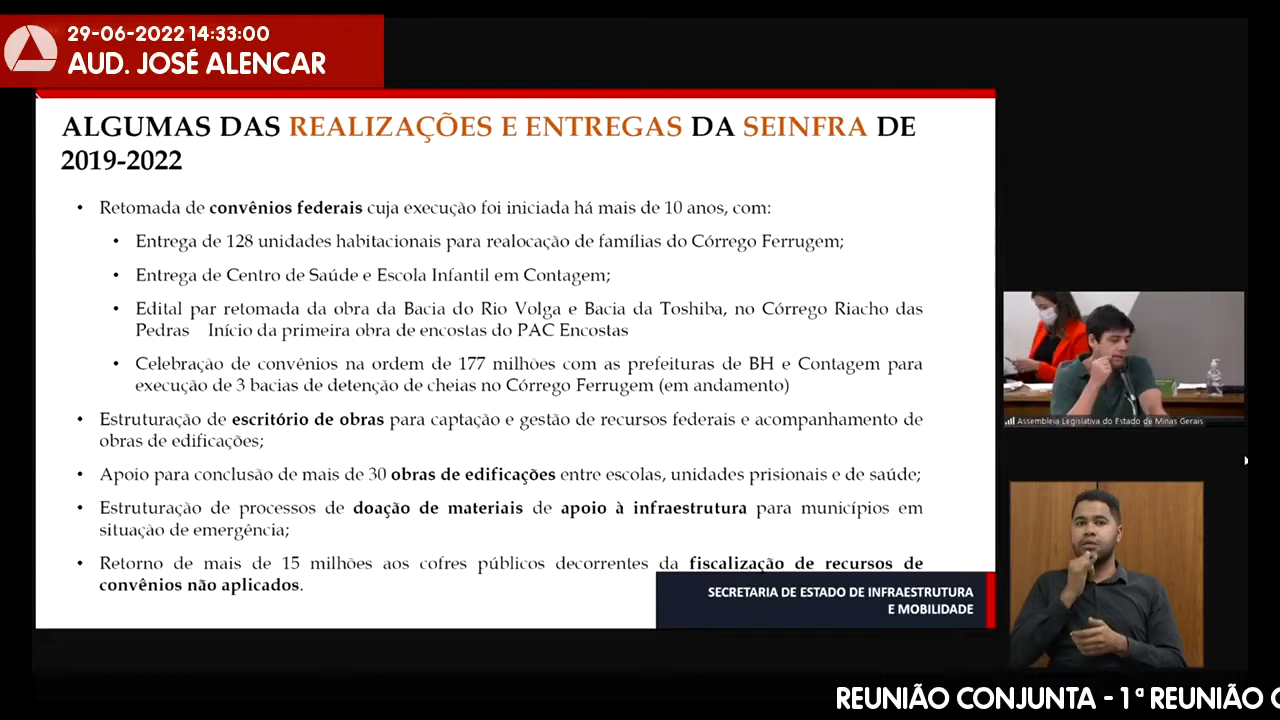 29-06-2022 14:33:00
AUD. JOSÉ ALENCAR
ALGUMAS DAS REALIZAÇÕES E ENTREGAS DA SEINFRA DE
2019-2022
• Retomada de convênios federais cuja execução foi iniciada há mais de 10 anos, com:
• Entrega de 128 unidades habitacionais para realocação de famílias do Córrego Ferrugem;
• Entrega de Centro de Saúde e Escola Infantil em Contagem;
• Edital par retomada da obra da Bacia do Rio Volga e Bacia da Toshiba, no Córrego Riacho das
Pedras Início da primeira obra de encostas do PAC Encostas
• Celebração de convênios na ordem de 177 milhões com as prefeituras de BH e Contagem para
execução de 3 bacias de detenção de cheias no Córrego Ferrugem (em andamento)
• Estruturação de escritório de obras para captação e gestão de recursos federais e acompanhamento de
obras de edificações;
• Apoio para conclusão de mais de 30 obras de edificações entre escolas, unidades prisionais e de saúde;
• Estruturação de processos de doação de materiais de apoio à infraestrutura para municípios em
situação de emergência;
• Retorno de mais de 15 milhões aos cofres públicos decorrentes da fiscalização de recursos de
convênios não aplicados.
SECRETARIA DE ESTADO DE INFRAESTRUTURA
E MOBILIDADE
Assembleia Legislativa do Estado de Minas Gerais
REUNIÃO CONJUNTA - 1ª REUNIÃO